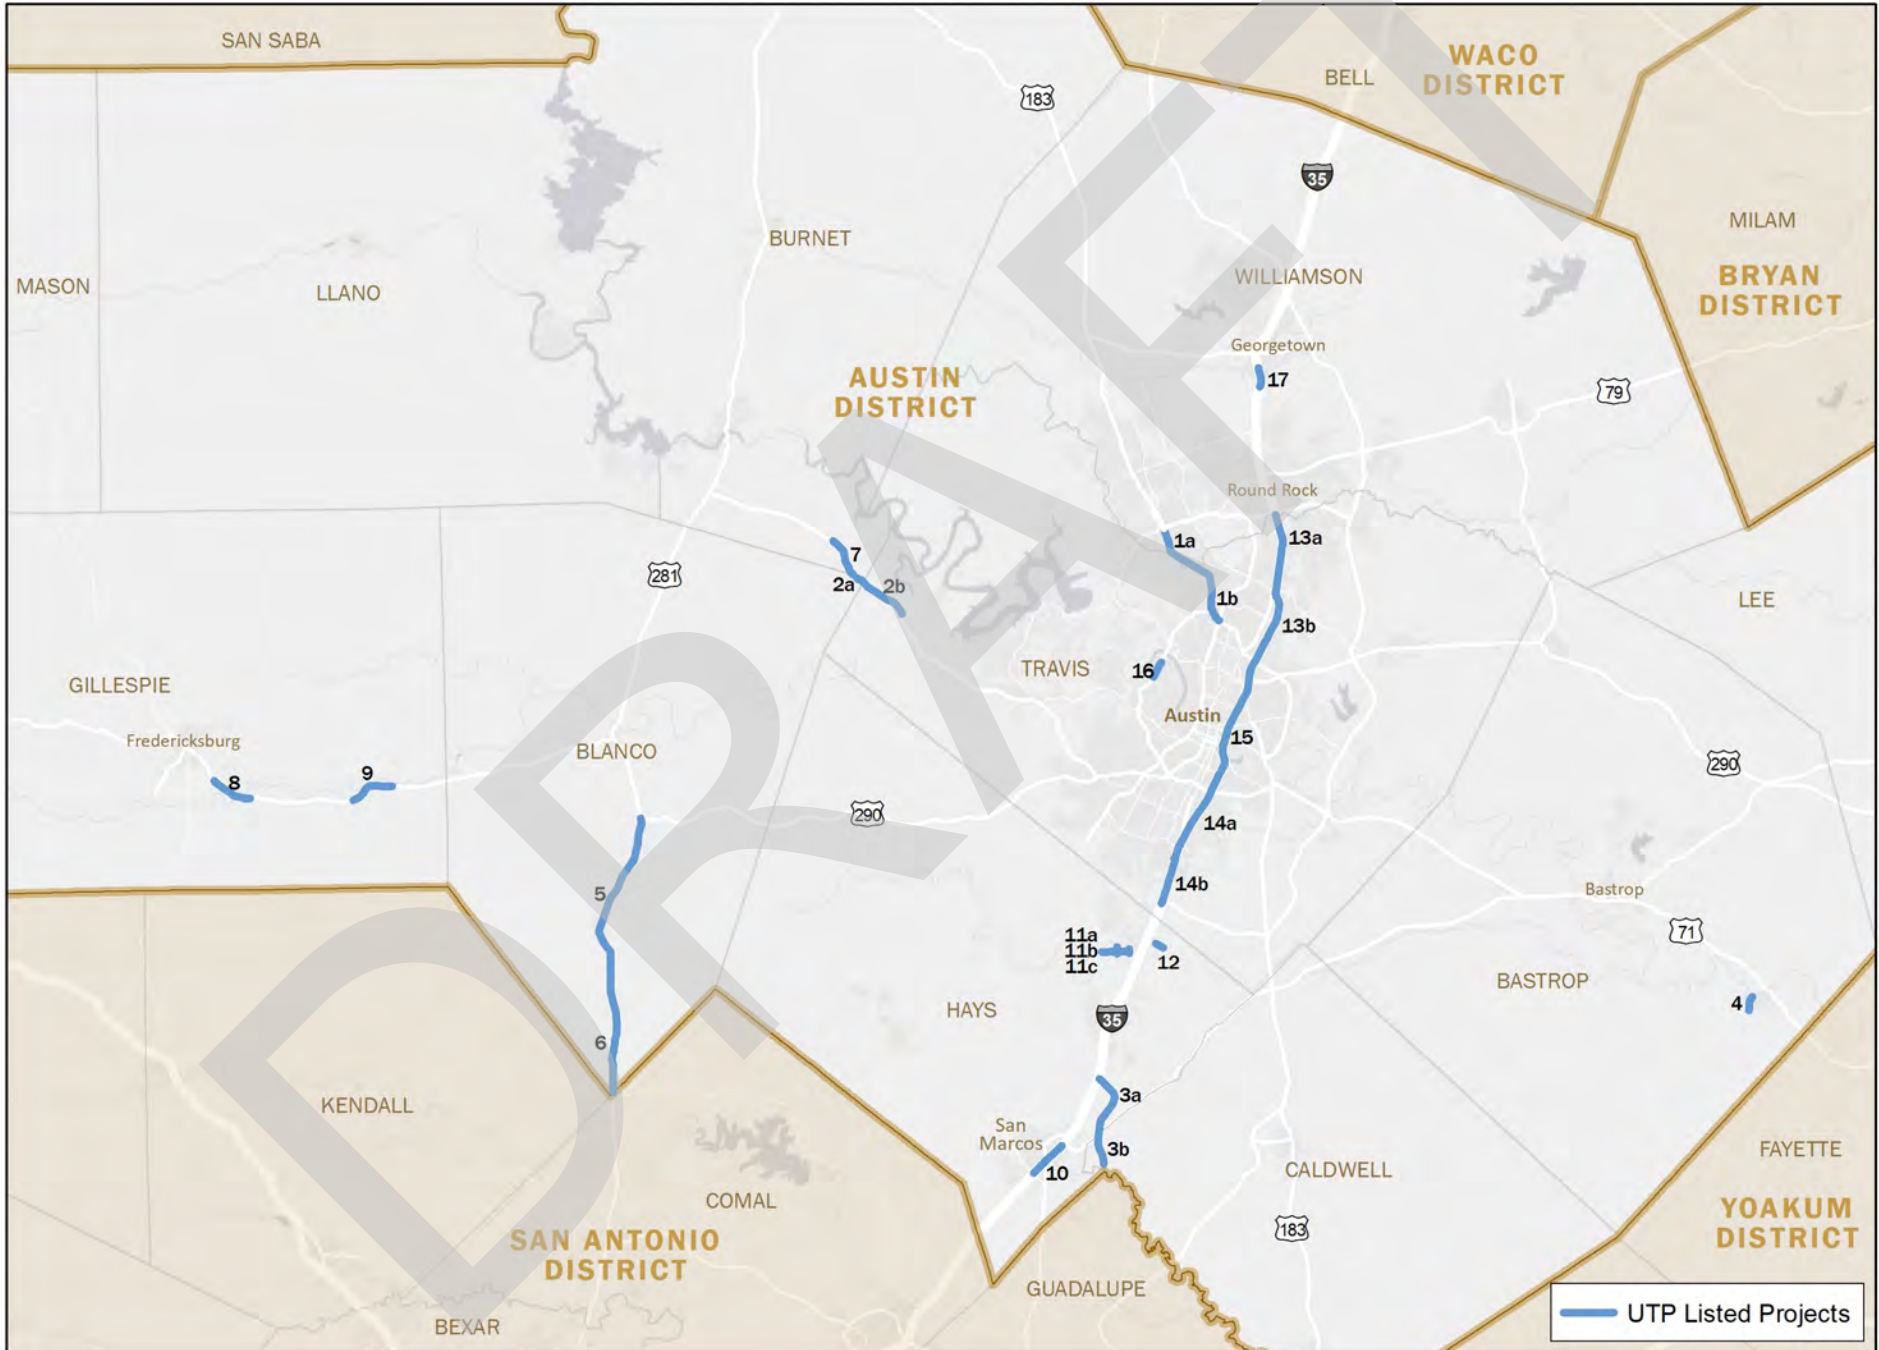 SAN SABA
WACO
DISTRICT
BELL
183
35
MILAM
BURNET
WILLIAMSON
MASON
LLANO
BRYAN
DISTRICT
Georgetown
17
AUSTIN
DISTRICT
79
Round Rock
1a
13a
7
281
2a
2b
1b
LEE
13b
TRAVIS
16
GILLESPIE
Austin
Fredericksburg
15
BLANCO
290
9
8
290
14a
14b
5
Bastrop
71
11a
11b
11c
12
BASTROP
4
HAYS
35
6
3a
KENDALL
San
Marcos
3b
10
CALDWELL
FAYETTE
COMAL
YOAKUM
DISTRICT
183
SAN ANTONIO
DISTRICT
GUADALUPE
BEXAR
UTP Listed Projects
DRAFT